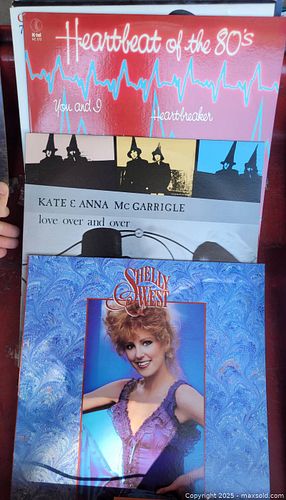 K-tel
Heartbeat of the 80's
You and I
Heartbreaker
KATE & ANNA McGARRIGLE
love over and over
SHELLY
WEST
Copyright 2025 - maxsold.com